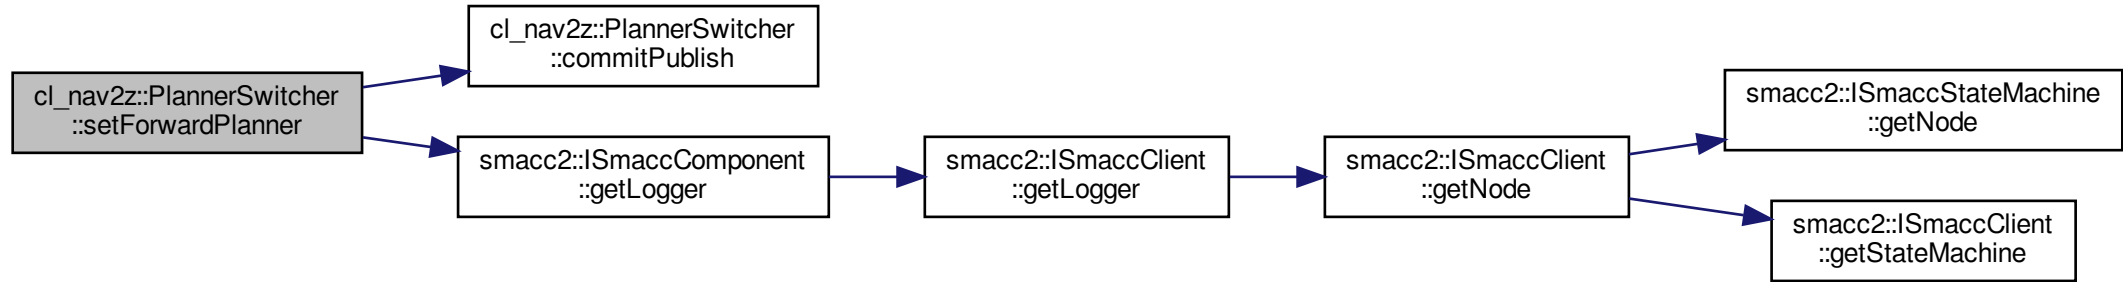 cl_nav2z::PlannerSwitcher
::setForwardPlanner
cl_nav2z::PlannerSwitcher
::commitPublish
smacc2::ISmaccComponent
::getLogger
smacc2::ISmaccClient
::getLogger
smacc2::ISmaccClient
::getNode
smacc2::ISmaccStateMachine
::getNode
smacc2::ISmaccClient
::getStateMachine